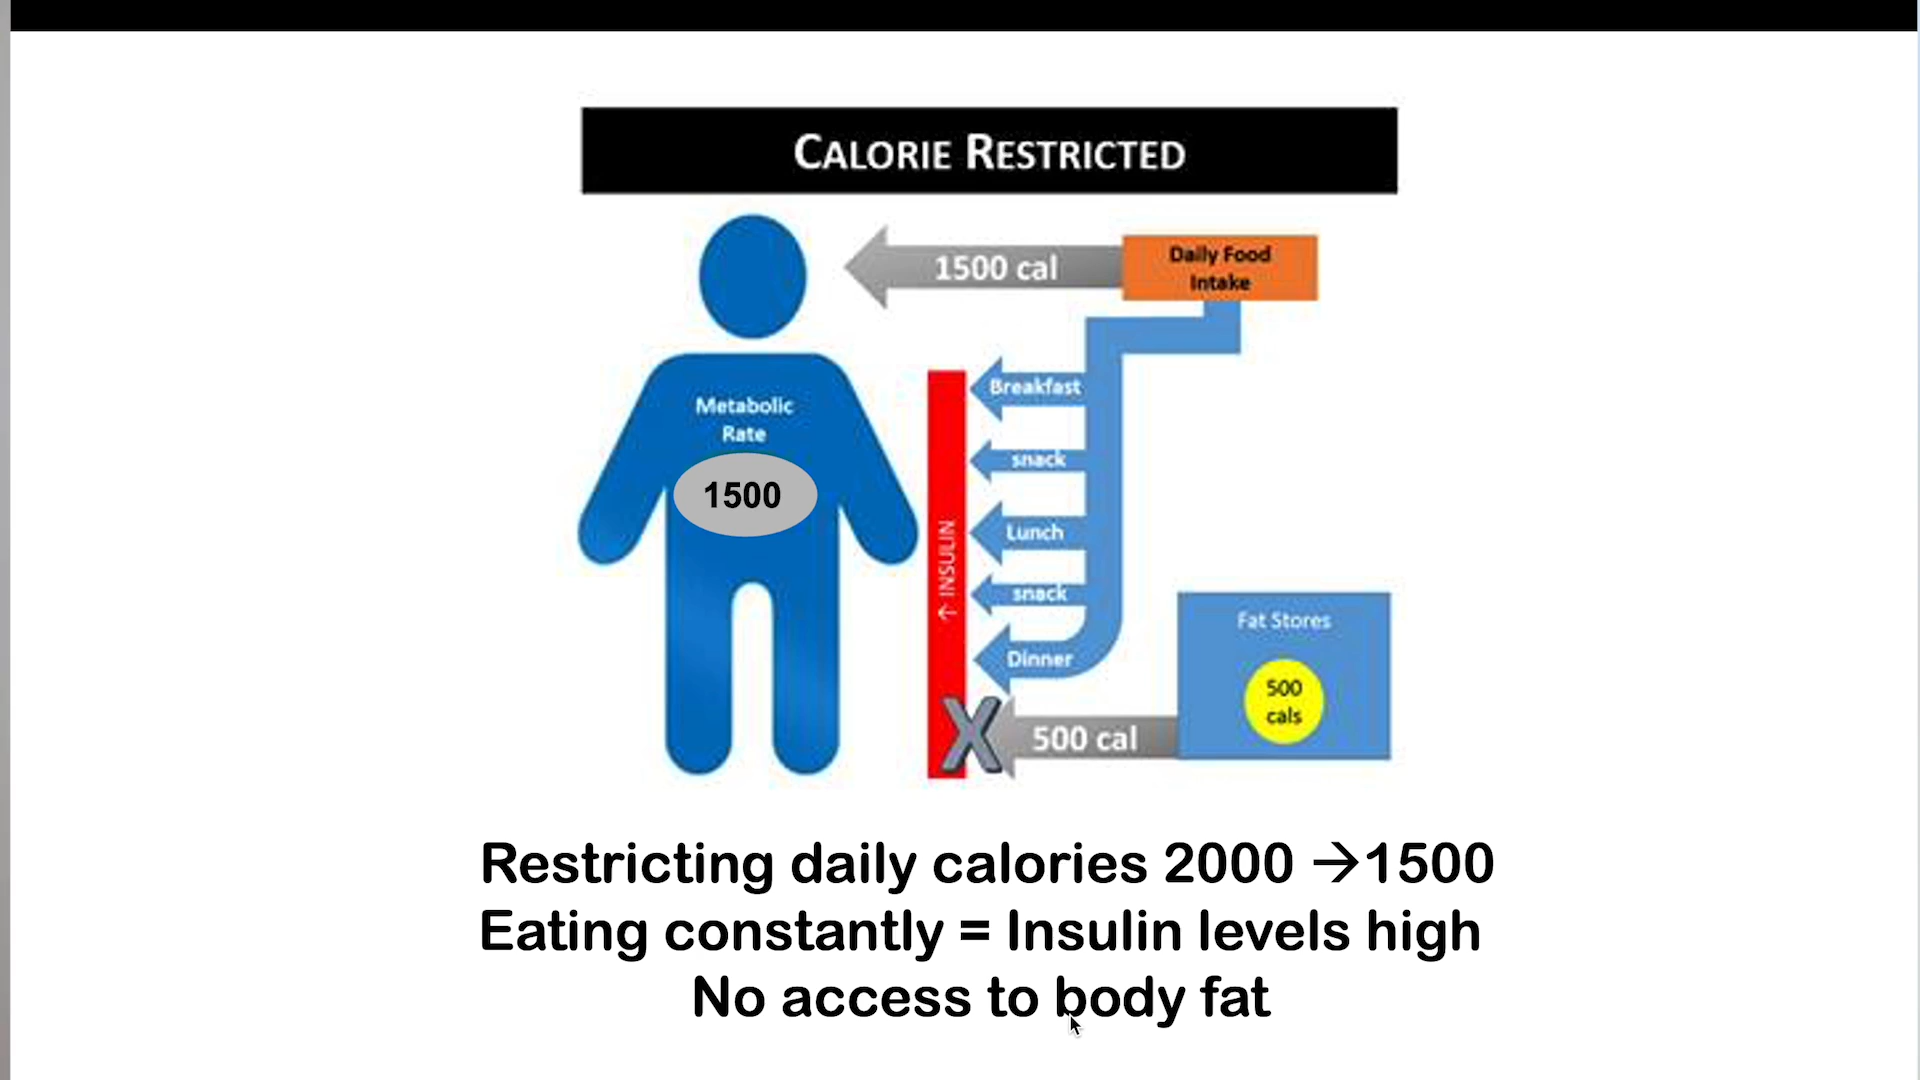 CALORIE RESTRICTED
1500 cal
Daily Food
Intake
Breakfast
Metabolic
Rate
snack
1500
Lunch
↑ INSULIN
snack
Fat Stores
Dinner
500
cals
X
500 cal
Restricting daily calories 2000 →1500
Eating constantly = Insulin levels high
No access to body fat